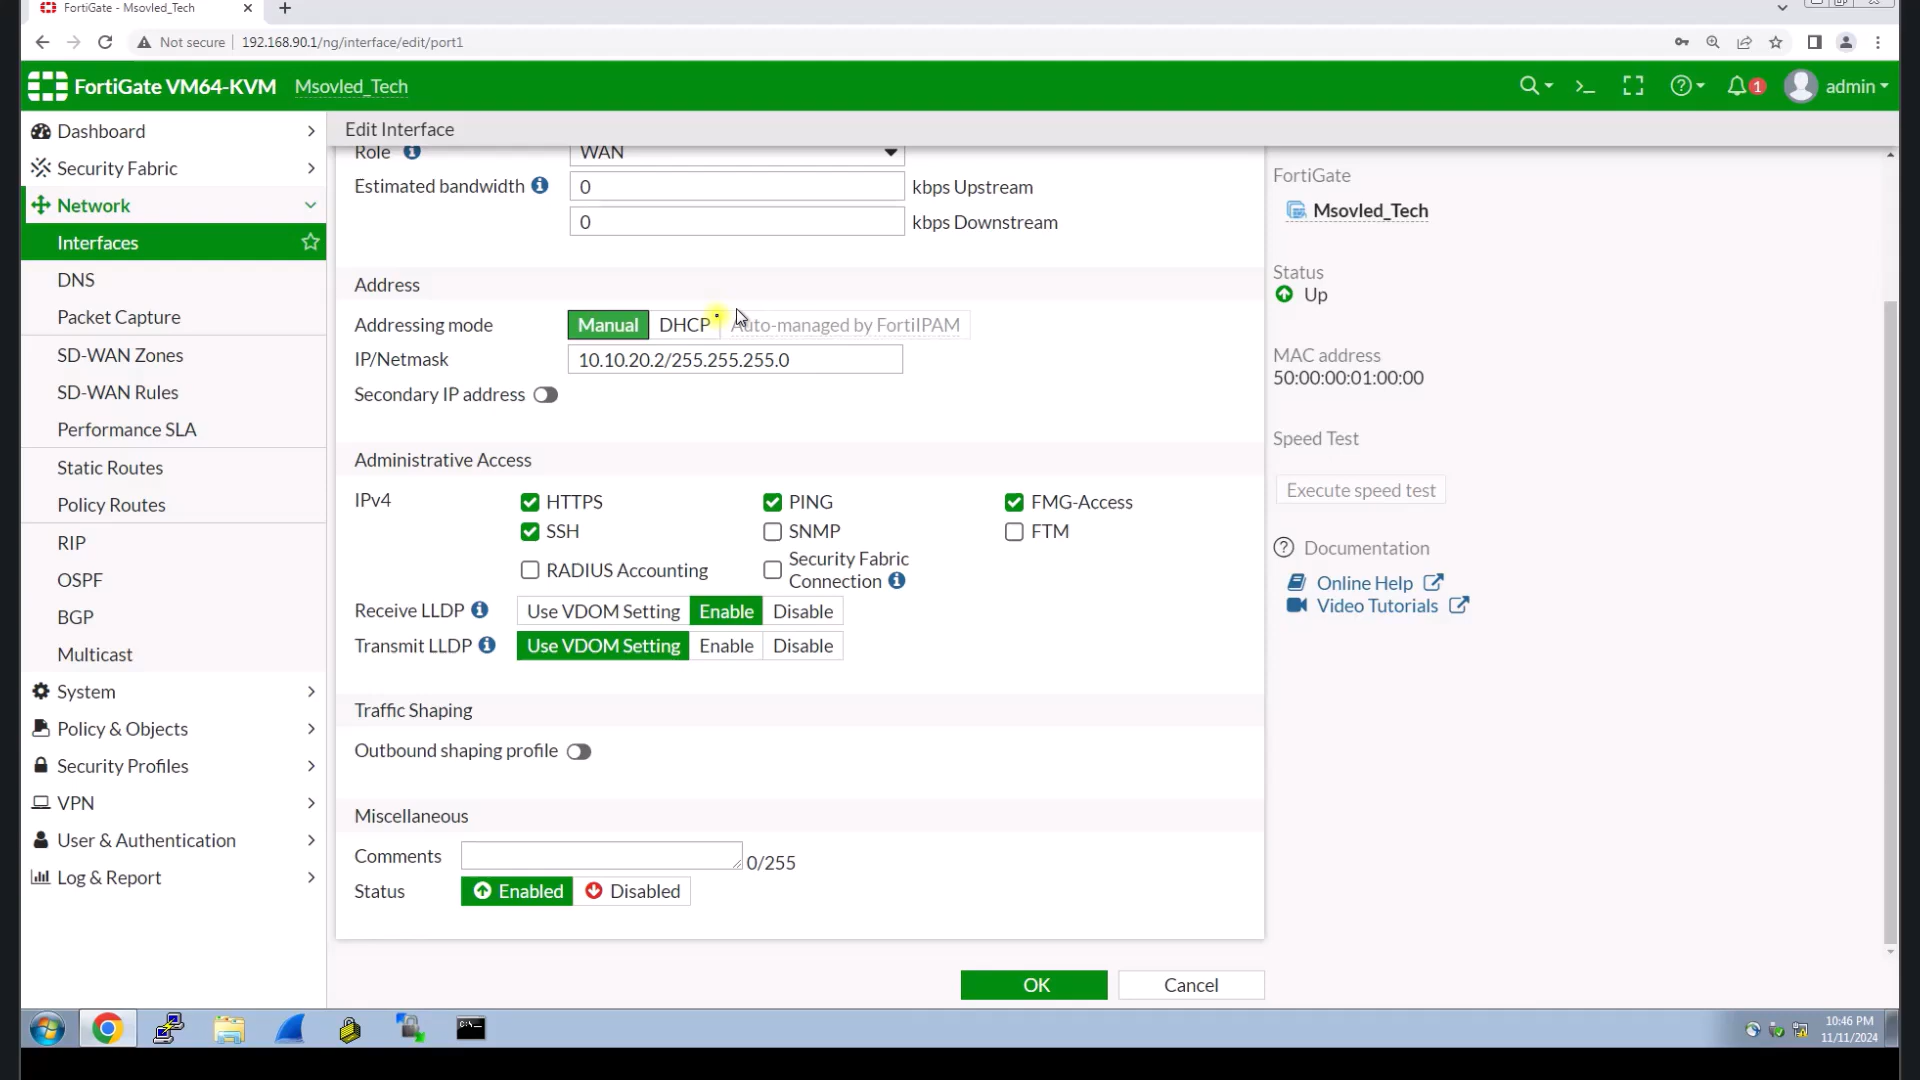 FortiGate - Msovled_Tech
Not secure 192.168.90.1/ng/interface/edit/port1
FortiGate VM64-KVM Msovled_Tech
1 admin
Dashboard
Security Fabric
Network
Interfaces
DNS
Packet Capture
SD-WAN Zones
SD-WAN Rules
Performance SLA
Static Routes
Policy Routes
RIP
OSPF
BGP
Multicast
System
Policy & Objects
Security Profiles
VPN
User & Authentication
Log & Report
Edit Interface
Role WAN
Estimated bandwidth 0 kbps Upstream
0 kbps Downstream
Address
Addressing mode Manual DHCP Auto-managed by FortiIPAM
IP/Netmask 10.10.20.2/255.255.255.0
Secondary IP address
Administrative Access
IPv4 HTTPS PING FMG-Access
SSH SNMP FTM
RADIUS Accounting Security Fabric
Connection
Receive LLDP Use VDOM Setting Enable Disable
Transmit LLDP Use VDOM Setting Enable Disable
Traffic Shaping
Outbound shaping profile
Miscellaneous
Comments 0/255
Status Enabled Disabled
OK Cancel
FortiGate
Msovled_Tech
Status
Up
MAC address
50:00:00:01:00:00
Speed Test
Execute speed test
Documentation
Online Help
Video Tutorials
10:46 PM
11/11/2024